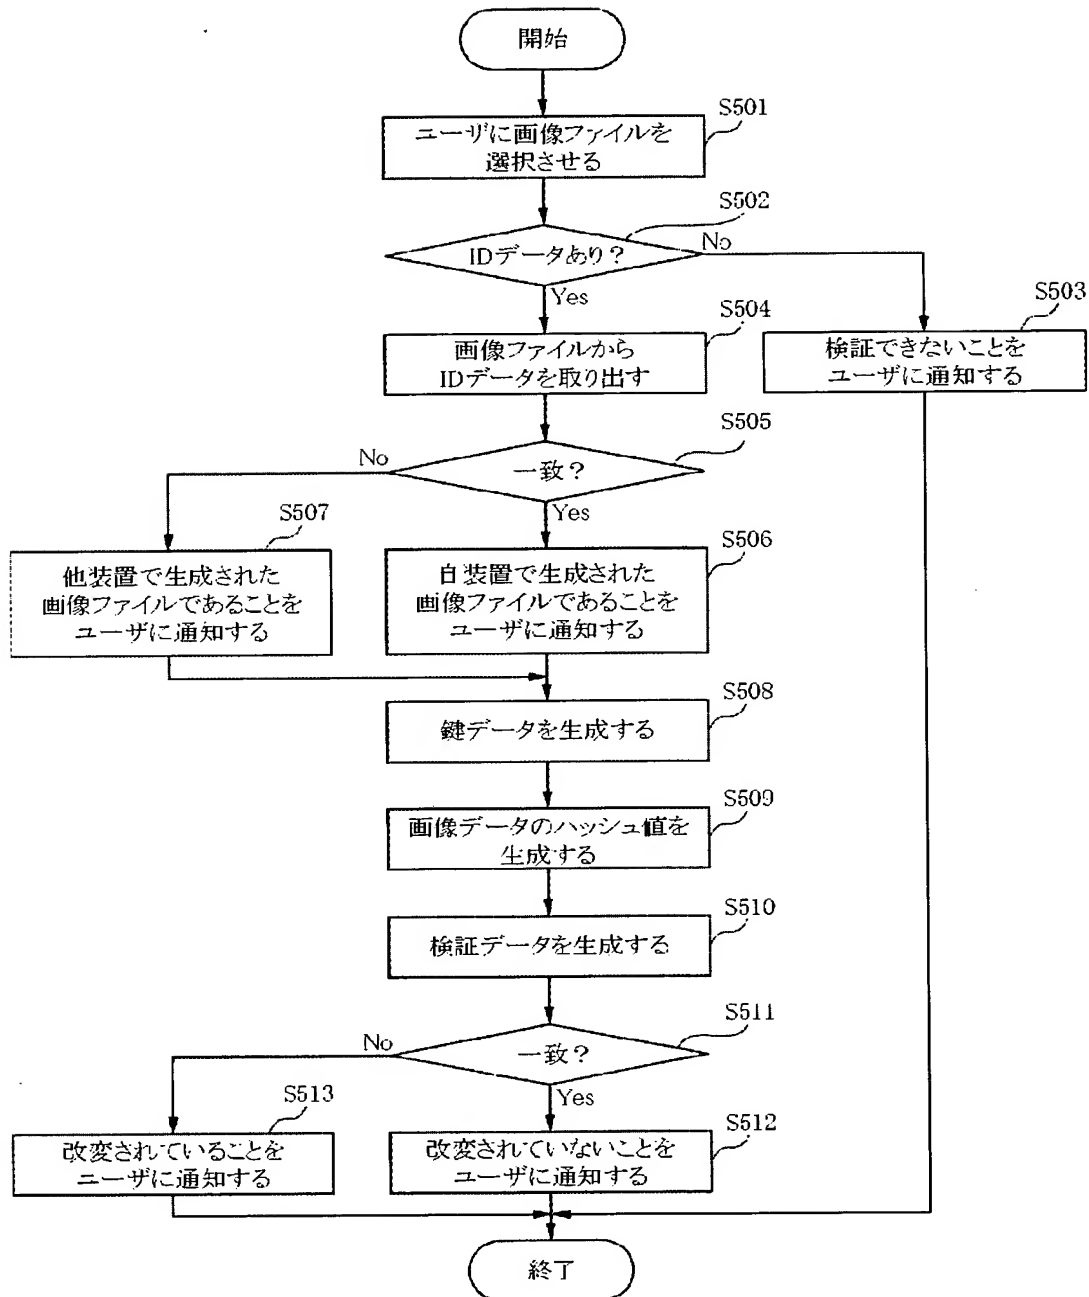 開始
S501
ユーザに画像ファイルを
選択させる
S502
IDデータあり？
No
Yes
S503
検証できないことを
ユーザに通知する
S504
画像ファイルから
IDデータを取り出す
S505
一致？
No
Yes
S507
他装置で生成された
画像ファイルであることを
ユーザに通知する
S506
自装置で生成された
画像ファイルであることを
ユーザに通知する
S508
鍵データを生成する
S509
画像データのハッシュ値を
生成する
S510
検証データを生成する
S511
一致？
No
Yes
S513
改変されていることを
ユーザに通知する
S512
改変されていないことを
ユーザに通知する
終了